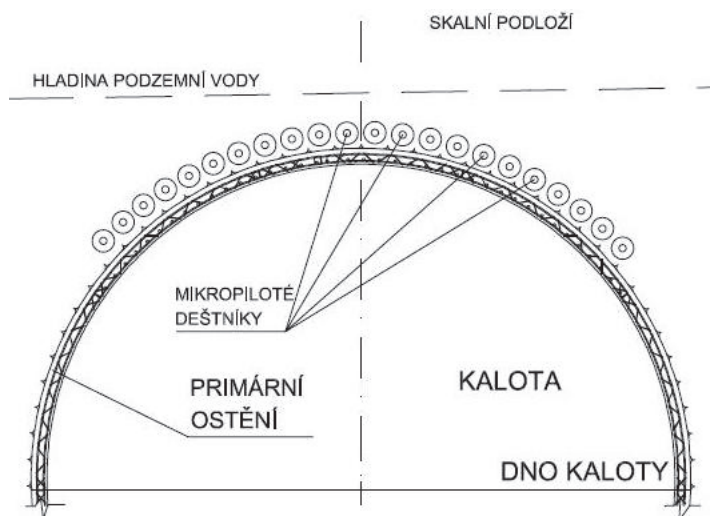 SKALNÍ PODLOŽÍ
HLADINA PODZEMNÍ VODY
MIKROPILOTÉ
DEŠTNÍKY
PRIMÁRNÍ
OSTĚNÍ
KALOTA
DNO KALOTY